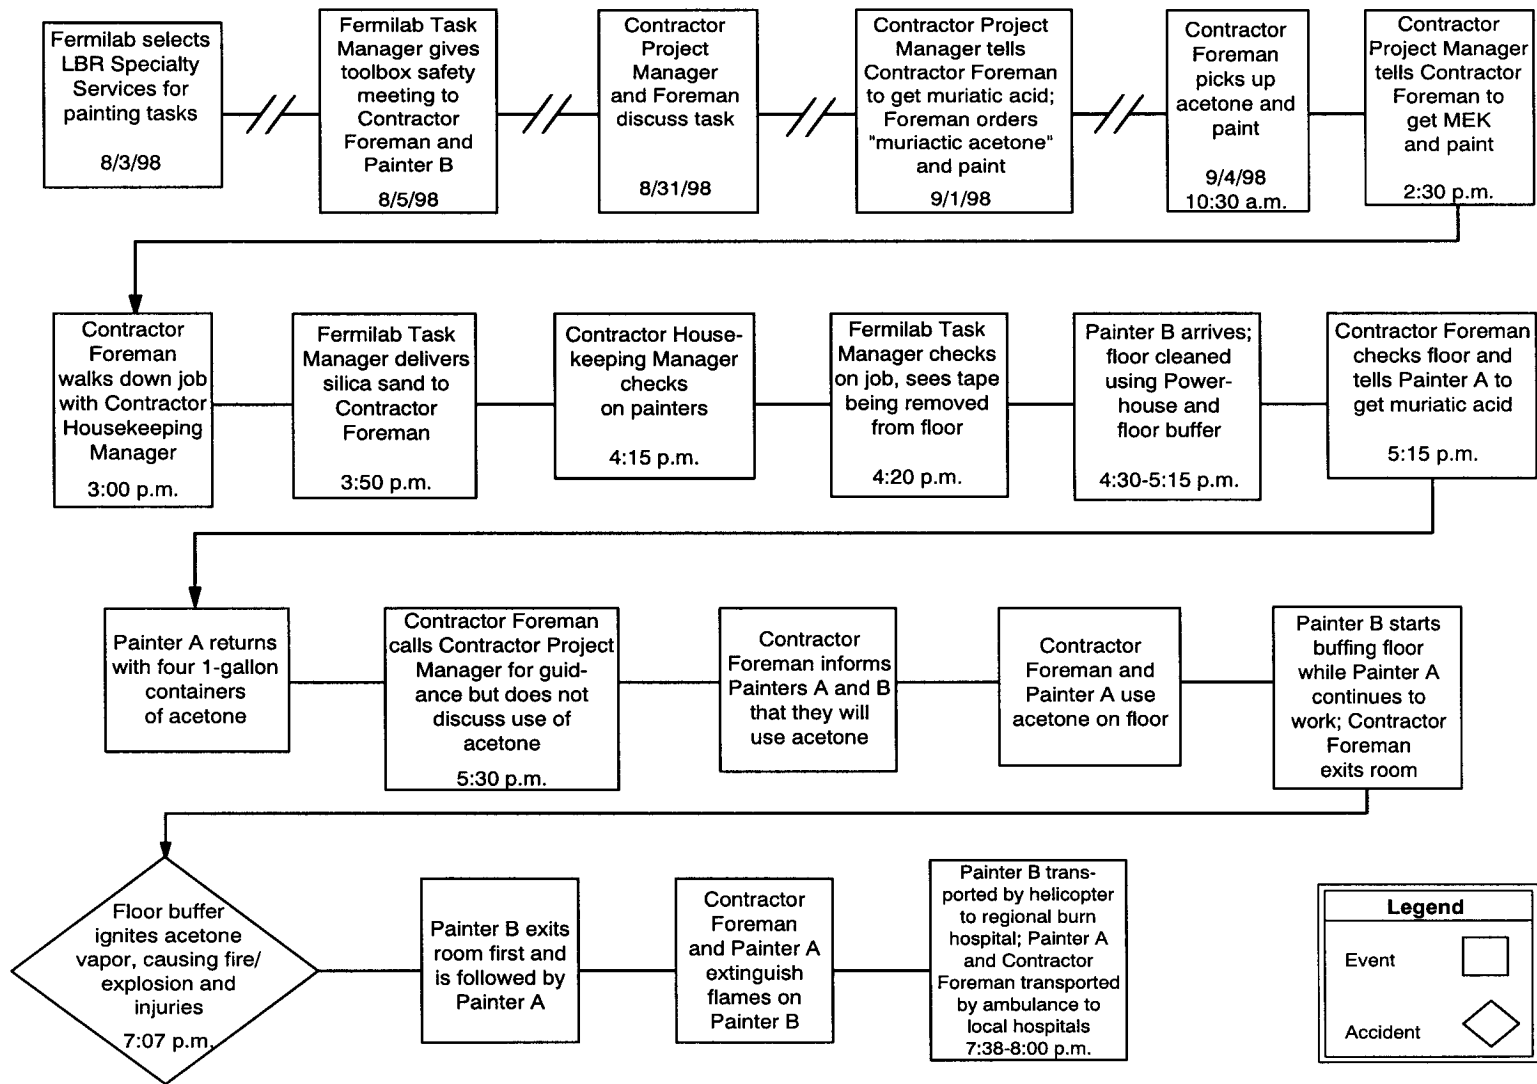 Fermilab selects
LBR Specialty
Services for
painting tasks
8/3/98
Fermilab Task
Manager gives
toolbox safety
meeting to
Contractor
Foreman and
Painter B
8/5/98
Contractor
Project
Manager
and Foreman
discuss task
8/31/98
Contractor Project
Manager tells
Contractor Foreman
to get muriatic acid;
Foreman orders
"muriactic acetone"
and paint
9/1/98
Contractor
Foreman
picks up
acetone and
paint
9/4/98
10:30 a.m.
Contractor
Project Manager
tells Contractor
Foreman to
get MEK
and paint
2:30 p.m.
Contractor
Foreman
walks down job
with Contractor
Housekeeping
Manager
3:00 p.m.
Fermilab Task
Manager delivers
silica sand to
Contractor
Foreman
3:50 p.m.
Contractor House-
keeping Manager
checks
on painters
4:15 p.m.
Fermilab Task
Manager checks
on job, sees tape
being removed
from floor
4:20 p.m.
Painter B arrives;
floor cleaned
using Power-
house and
floor buffer
4:30-5:15 p.m.
Contractor Foreman
checks floor and
tells Painter A to
get muriatic acid
5:15 p.m.
Painter A returns
with four 1-gallon
containers
of acetone
Contractor Foreman
calls Contractor Project
Manager for guid-
ance but does not
discuss use of
acetone
5:30 p.m.
Contractor
Foreman informs
Painters A and B
that they will
use acetone
Contractor
Foreman and
Painter A use
acetone on floor
Painter B starts
buffing floor
while Painter A
continues to
work; Contractor
Foreman
exits room
Floor buffer
ignites acetone
vapor, causing fire/
explosion and
injuries
7:07 p.m.
Painter B exits
room first and
is followed by
Painter A
Contractor
Foreman
and Painter A
extinguish
flames on
Painter B
Painter B trans-
ported by helicopter
to regional burn
hospital; Painter A
and Contractor
Foreman transported
by ambulance to
local hospitals
7:38-8:00 p.m.
Legend
Event
Accident